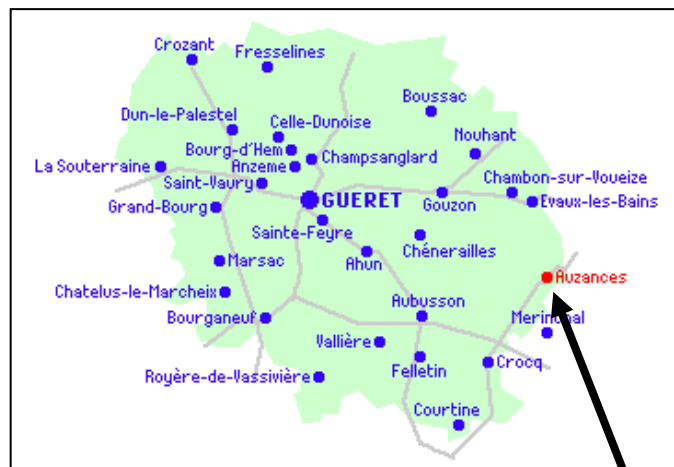 Crozant
Fresselines
Boussac
Dun-le-Palestel
Celle-Dunoise
Nouhant
Bourg-d'Hem
Champsanglard
La Souterraine
Anzeme
Saint-Vaury
Chambon-sur-Voueize
GUERET
Gouzon
Evaux-les-Bains
Grand-Bourg
Sainte-Feyre
Chénerailles
Marsac
Ahun
Auzances
Chatelus-le-Marcheix
Aubusson
Bourganeuf
Merinchal
Vallière
Felletin
Crocq
Royère-de-Vassivière
Courtine